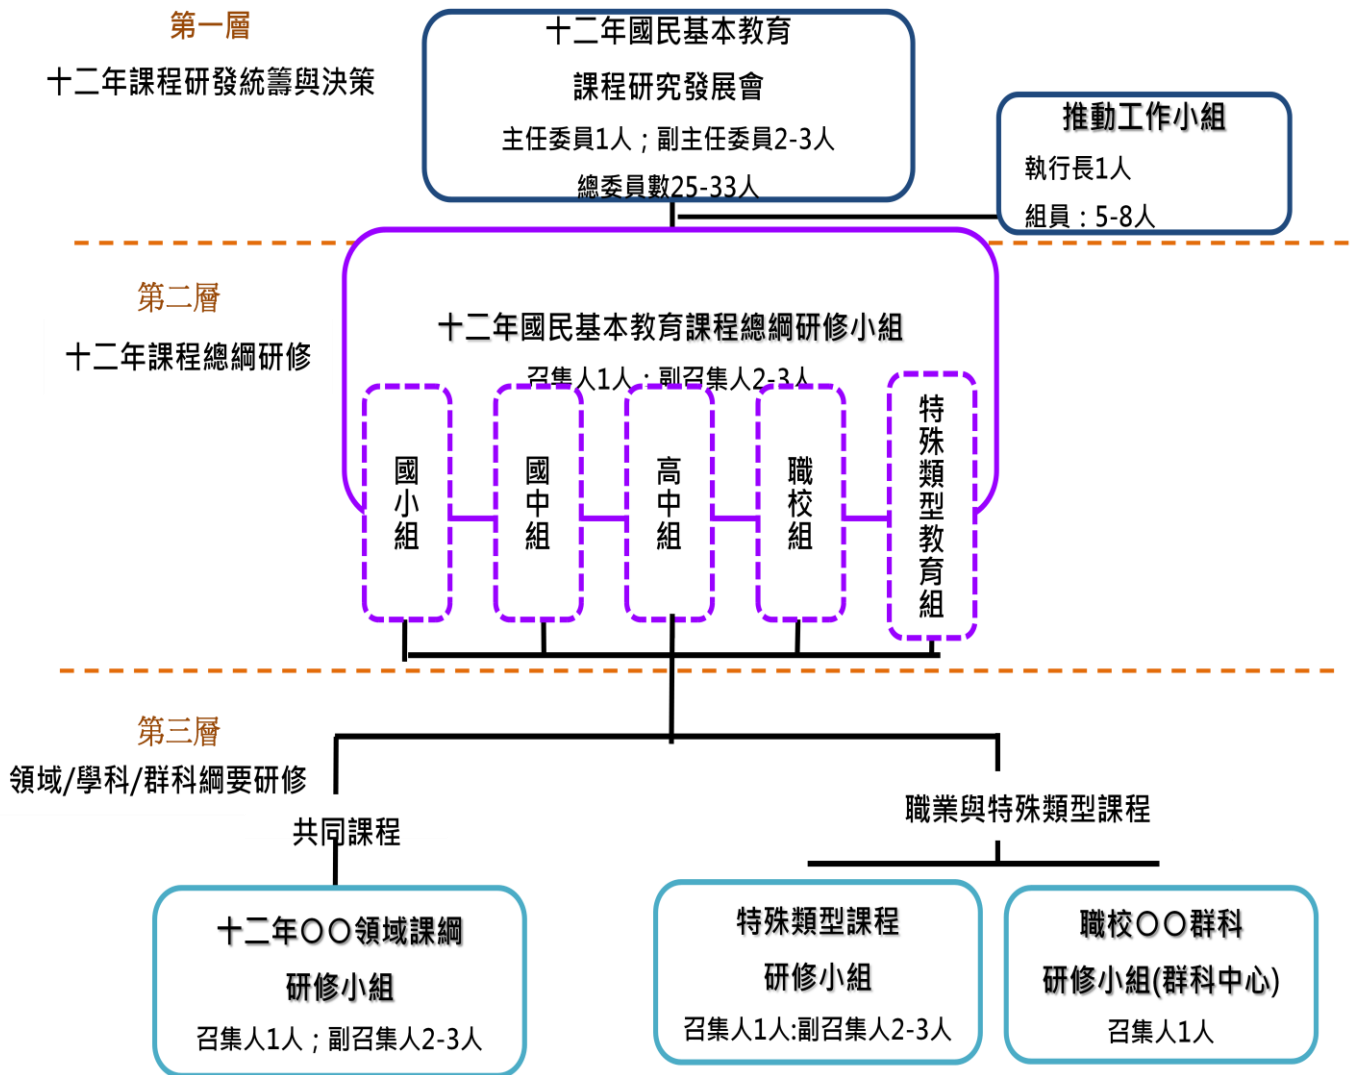 第一層
十二年課程研發統籌與決策
十二年國民基本教育
課程研究發展會
主任委員1人；副主任委員2-3人
總委員數25-33人
推動工作小組
執行長1人
組員：5-8人
第二層
十二年課程總綱研修
十二年國民基本教育課程總綱研修小組
召集人1人；副召集人2-3人
國小組
國中組
高中組
職校組
特殊類型教育組
第三層
領域/學科/群科綱要研修
共同課程
職業與特殊類型課程
十二年〇〇領域課綱
研修小組
召集人1人；副召集人2-3人
特殊類型課程
研修小組
召集人1人:副召集人2-3人
職校〇〇群科
研修小組(群科中心)
召集人1人